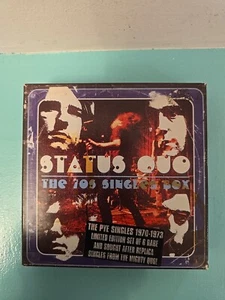 STATUS QUO
THE 70s SINGLES BOX
THE PYE SINGLES 1970-1973
LIMITED EDITION SET OF 6 RARE
AND SOUGHT AFTER REPLICA
SINGLES FROM THE MIGHTY QUO!